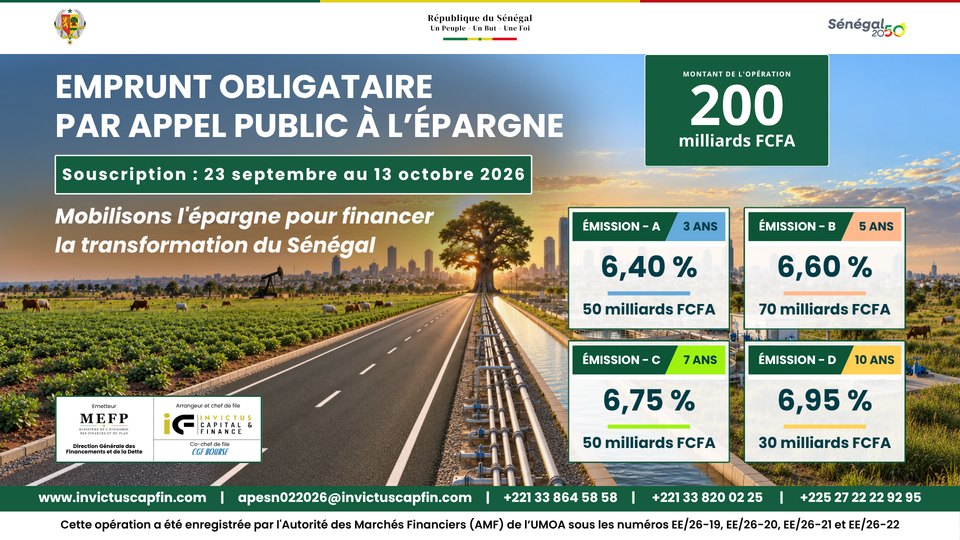 République du Sénégal
Un Peuple - Un But - Une Foi
Sénégal
2050
EMPRUNT OBLIGATAIRE
PAR APPEL PUBLIC À L'ÉPARGNE
MONTANT DE L'OPÉRATION
200
milliards FCFA
Souscription : 23 septembre au 13 octobre 2026
Mobilisons l'épargne pour financer
la transformation du Sénégal
ÉMISSION - A 3 ANS
6,40 %
50 milliards FCFA
ÉMISSION - B 5 ANS
6,60 %
70 milliards FCFA
ÉMISSION - C 7 ANS
6,75 %
50 milliards FCFA
ÉMISSION - D 10 ANS
6,95 %
30 milliards FCFA
Emetteur
MEFP
Direction Générale des
Financements et de la Dette
Arrangeur et chef de file
INVICTUS
CAPITAL &
FINANCE
Co-chef de file
CGF BOURSE
www.invictuscapfin.com | apesn022026@invictuscapfin.com | +221 33 864 58 58 | +221 33 820 02 25 | +225 27 22 22 92 95
Cette opération a été enregistrée par l'Autorité des Marchés Financiers (AMF) de l'UMOA sous les numéros EE/26-19, EE/26-20, EE/26-21 et EE/26-22